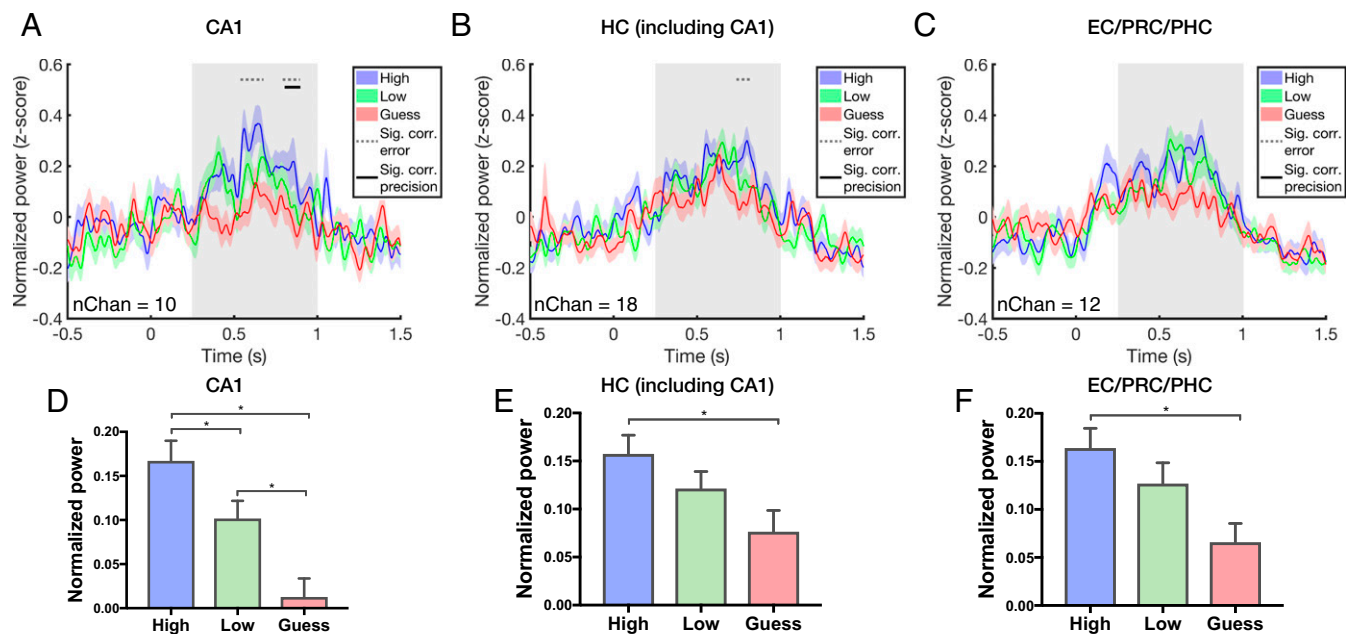 A
CA1
Normalized power (z-score)
0.6
0.4
0.2
0
-0.2
-0.4
High
Low
Guess
Sig. corr.
error
Sig. corr.
precision
nChan = 10
-0.5
0
0.5
1
1.5
Time (s)
B
HC (including CA1)
Normalized power (z-score)
0.6
0.4
0.2
0
-0.2
-0.4
High
Low
Guess
Sig. corr.
error
Sig. corr.
precision
nChan = 18
-0.5
0
0.5
1
1.5
Time (s)
C
EC/PRC/PHC
Normalized power (z-score)
0.6
0.4
0.2
0
-0.2
-0.4
High
Low
Guess
Sig. corr.
error
Sig. corr.
precision
nChan = 12
-0.5
0
0.5
1
1.5
Time (s)
D
CA1
Normalized power
0.20
0.15
0.10
0.05
0.00
*
*
*
High
Low
Guess
E
HC (including CA1)
Normalized power
0.20
0.15
0.10
0.05
0.00
*
High
Low
Guess
F
EC/PRC/PHC
Normalized power
0.20
0.15
0.10
0.05
0.00
*
High
Low
Guess